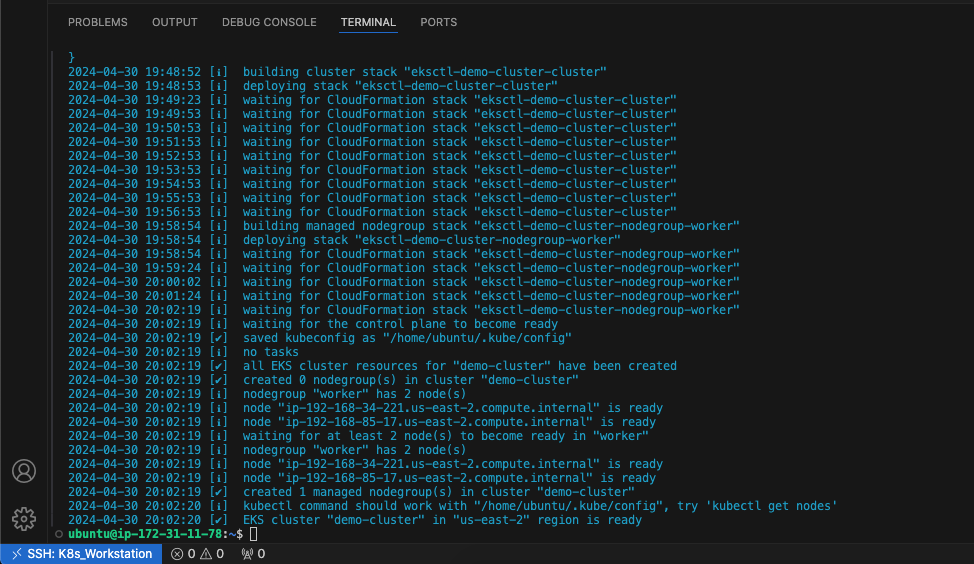 PROBLEMS OUTPUT DEBUG CONSOLE TERMINAL PORTS
}
2024-04-30 19:48:52 [ℹ] building cluster stack "eksctl-demo-cluster-cluster"
2024-04-30 19:48:53 [ℹ] deploying stack "eksctl-demo-cluster-cluster"
2024-04-30 19:49:23 [ℹ] waiting for CloudFormation stack "eksctl-demo-cluster-cluster"
2024-04-30 19:49:53 [ℹ] waiting for CloudFormation stack "eksctl-demo-cluster-cluster"
2024-04-30 19:50:53 [ℹ] waiting for CloudFormation stack "eksctl-demo-cluster-cluster"
2024-04-30 19:51:53 [ℹ] waiting for CloudFormation stack "eksctl-demo-cluster-cluster"
2024-04-30 19:52:53 [ℹ] waiting for CloudFormation stack "eksctl-demo-cluster-cluster"
2024-04-30 19:53:53 [ℹ] waiting for CloudFormation stack "eksctl-demo-cluster-cluster"
2024-04-30 19:54:53 [ℹ] waiting for CloudFormation stack "eksctl-demo-cluster-cluster"
2024-04-30 19:55:53 [ℹ] waiting for CloudFormation stack "eksctl-demo-cluster-cluster"
2024-04-30 19:56:53 [ℹ] waiting for CloudFormation stack "eksctl-demo-cluster-cluster"
2024-04-30 19:58:54 [ℹ] building managed nodegroup stack "eksctl-demo-cluster-nodegroup-worker"
2024-04-30 19:58:54 [ℹ] deploying stack "eksctl-demo-cluster-nodegroup-worker"
2024-04-30 19:58:54 [ℹ] waiting for CloudFormation stack "eksctl-demo-cluster-nodegroup-worker"
2024-04-30 19:59:24 [ℹ] waiting for CloudFormation stack "eksctl-demo-cluster-nodegroup-worker"
2024-04-30 20:00:02 [ℹ] waiting for CloudFormation stack "eksctl-demo-cluster-nodegroup-worker"
2024-04-30 20:01:24 [ℹ] waiting for CloudFormation stack "eksctl-demo-cluster-nodegroup-worker"
2024-04-30 20:02:19 [ℹ] waiting for CloudFormation stack "eksctl-demo-cluster-nodegroup-worker"
2024-04-30 20:02:19 [ℹ] waiting for the control plane to become ready
2024-04-30 20:02:19 [✔] saved kubeconfig as "/home/ubuntu/.kube/config"
2024-04-30 20:02:19 [ℹ] no tasks
2024-04-30 20:02:19 [✔] all EKS cluster resources for "demo-cluster" have been created
2024-04-30 20:02:19 [✔] created 0 nodegroup(s) in cluster "demo-cluster"
2024-04-30 20:02:19 [ℹ] nodegroup "worker" has 2 node(s)
2024-04-30 20:02:19 [ℹ] node "ip-192-168-34-221.us-east-2.compute.internal" is ready
2024-04-30 20:02:19 [ℹ] node "ip-192-168-85-17.us-east-2.compute.internal" is ready
2024-04-30 20:02:19 [ℹ] waiting for at least 2 node(s) to become ready in "worker"
2024-04-30 20:02:19 [ℹ] nodegroup "worker" has 2 node(s)
2024-04-30 20:02:19 [ℹ] node "ip-192-168-34-221.us-east-2.compute.internal" is ready
2024-04-30 20:02:19 [ℹ] node "ip-192-168-85-17.us-east-2.compute.internal" is ready
2024-04-30 20:02:19 [✔] created 1 managed nodegroup(s) in cluster "demo-cluster"
2024-04-30 20:02:20 [ℹ] kubectl command should work with "/home/ubuntu/.kube/config", try 'kubectl get nodes'
2024-04-30 20:02:20 [✔] EKS cluster "demo-cluster" in "us-east-2" region is ready
ubuntu@ip-172-31-11-78:~$
SSH: K8s_Workstation 0 0 0